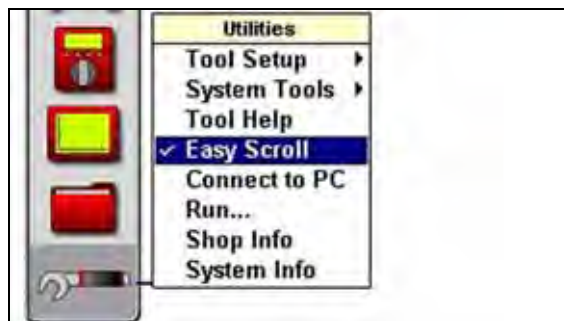 Utilities
Tool Setup
System Tools
Tool Help
Easy Scroll
Connect to PC
Run...
Shop Info
System Info